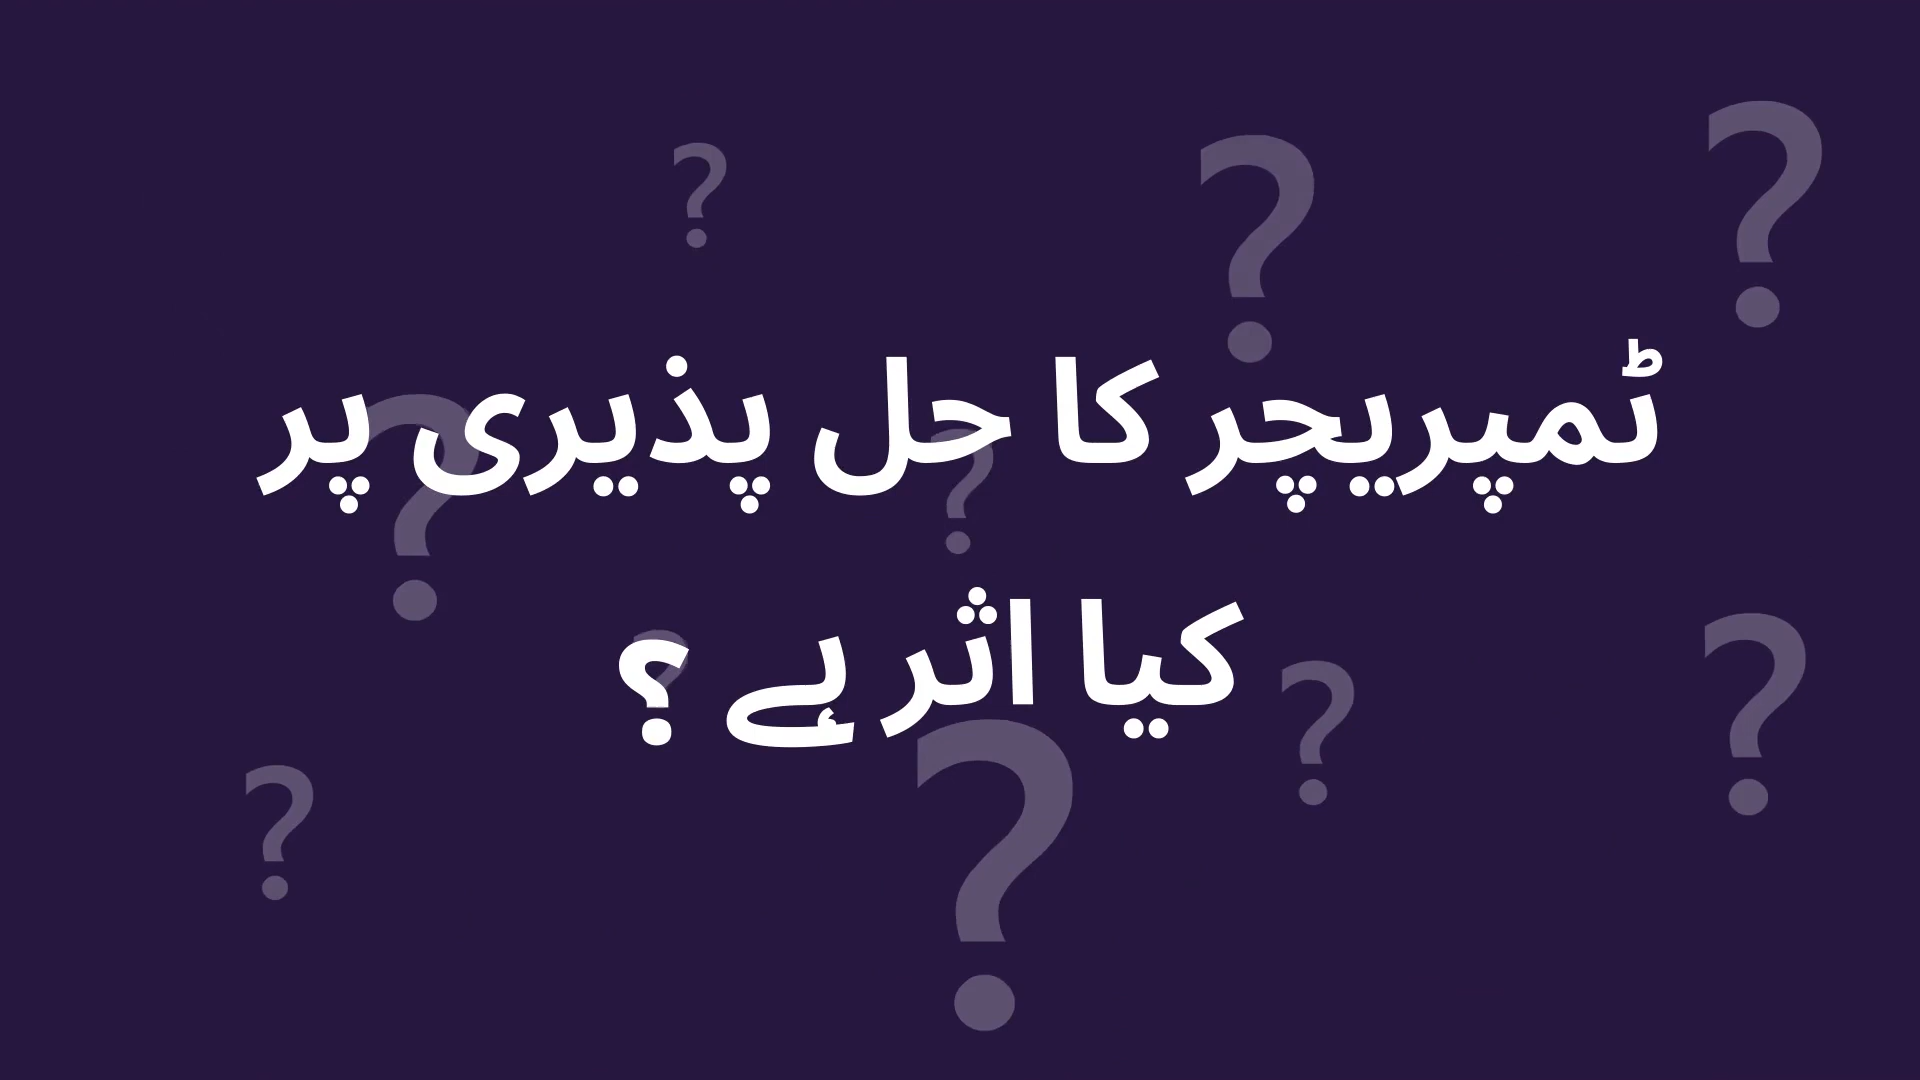 ٹمپریچر کا حل پذیری پر
کیا اثر ہے ؟